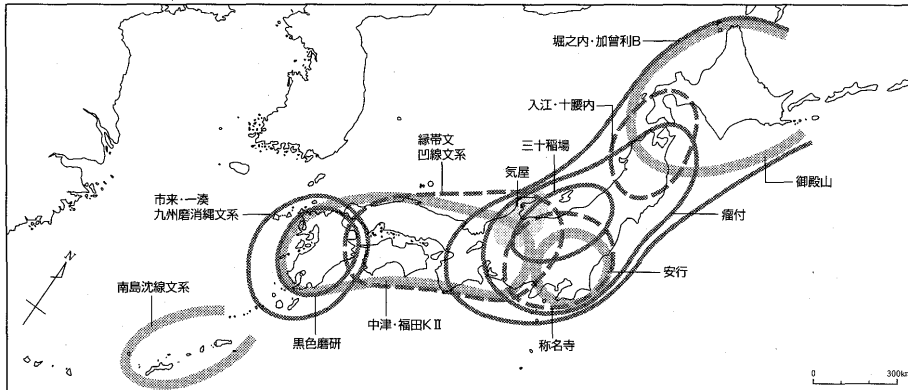 堀之内・加曽利B
入江・十腰内
三十稲場
縁帯文
凹線文系
気屋
御殿山
市来・一湊
九州磨消縄文系
瘤付
安行
N
南島沈線文系
黒色磨研
中津・福田KⅡ
称名寺
0 300km